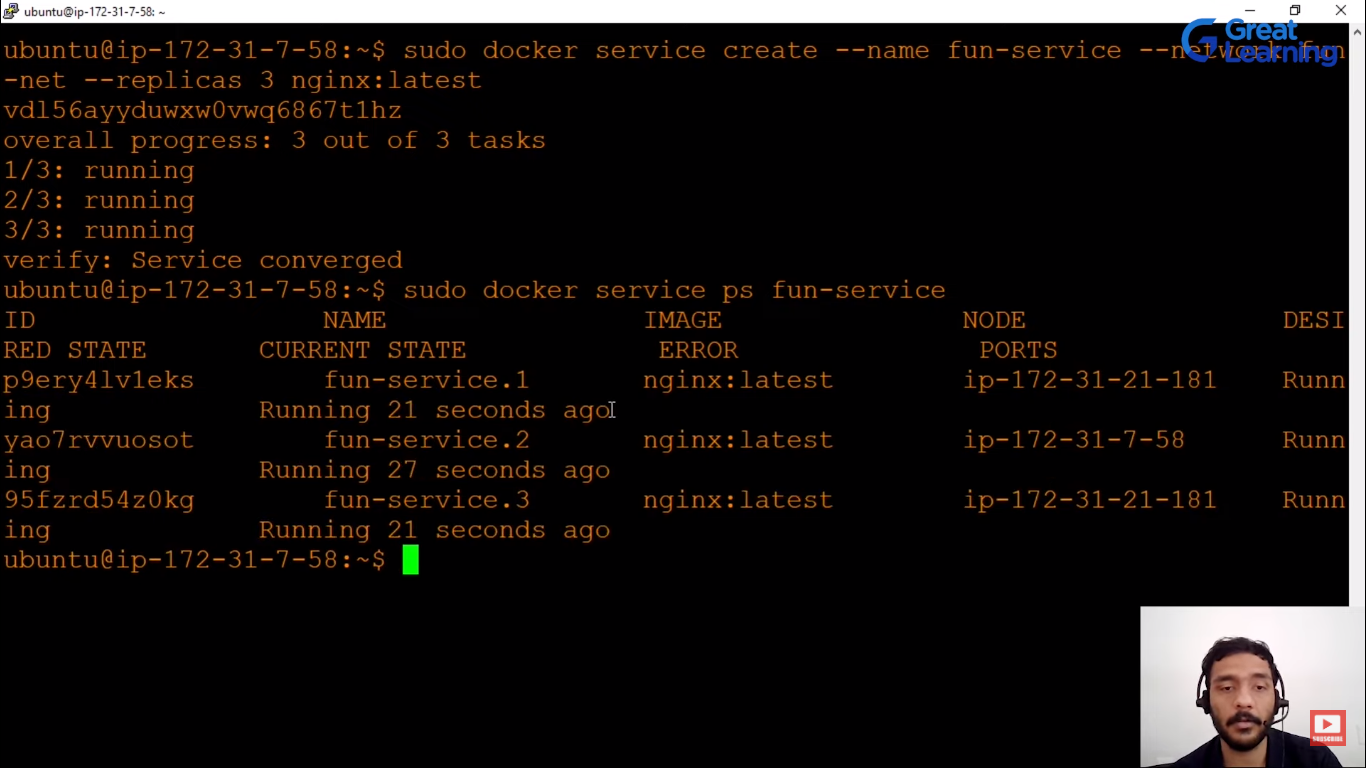 ubuntu@ip-172-31-7-58: ~
Great
Learning
ubuntu@ip-172-31-7-58:~$ sudo docker service create --name fun-service --network fun
-net --replicas 3 nginx:latest
vdl56ayyduwxw0vwq6867t1hz
overall progress: 3 out of 3 tasks
1/3: running
2/3: running
3/3: running
verify: Service converged
ubuntu@ip-172-31-7-58:~$ sudo docker service ps fun-service
ID NAME IMAGE NODE DESI
RED STATE CURRENT STATE ERROR PORTS
p9ery4lv1eks fun-service.1 nginx:latest ip-172-31-21-181 Runn
ing Running 21 seconds ago
yao7rvvuosot fun-service.2 nginx:latest ip-172-31-7-58 Runn
ing Running 27 seconds ago
95fzrd54z0kg fun-service.3 nginx:latest ip-172-31-21-181 Runn
ing Running 21 seconds ago
ubuntu@ip-172-31-7-58:~$
SUBSCRIBE